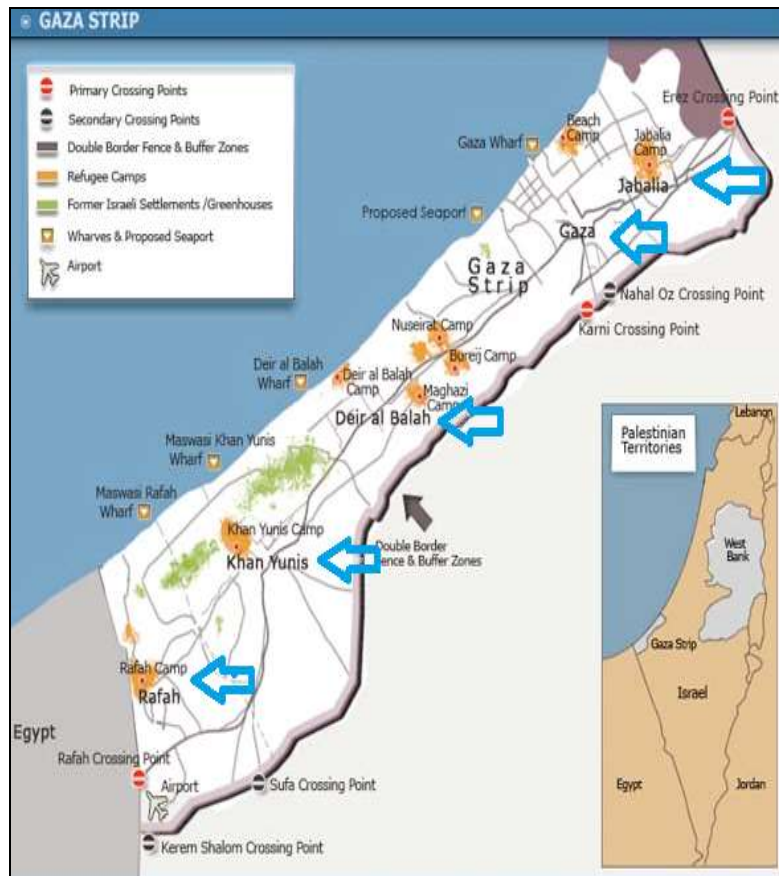 GAZA STRIP
Primary Crossing Points
Secondary Crossing Points
Double Border Fence & Buffer Zones
Refugee Camps
Former Israeli Settlements /Greenhouses
Wharves & Proposed Seaport
Airport
Erez Crossing Point
Beach
Camp
Jabalia
Camp
Gaza Wharf
Jabalia
Proposed Seaport
Gaza
Gaza
Strip
Nahal Oz Crossing Point
Karni Crossing Point
Nuseirat Camp
Bureij Camp
Deir al Balah
Wharf
Deir al Balah
Camp
Maghazi
Camp
Deir al Balah
Maswasi Khan Yunis
Wharf
Maswasi Rafah
Wharf
Khan Yunis Camp
Khan Yunis
Double Border
Fence & Buffer Zones
Rafah Camp
Rafah
Egypt
Rafah Crossing Point
Airport
Sufa Crossing Point
Kerem Shalom Crossing Point
Palestinian
Territories
Lebanon
West
Bank
Gaza Strip
Israel
Egypt
Jordan